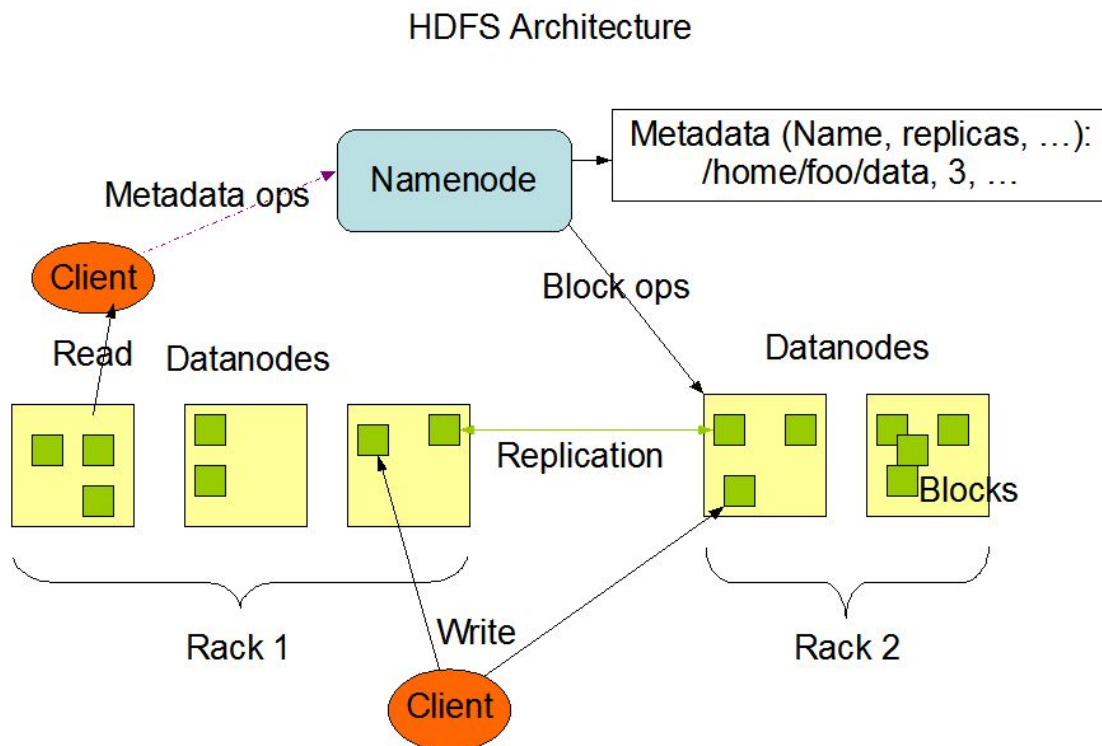 HDFS Architecture
Metadata (Name, replicas, …):
/home/foo/data, 3, …
Namenode
Metadata ops
Client
Block ops
Read
Datanodes
Datanodes
Replication
Blocks
Rack 1
Write
Rack 2
Client